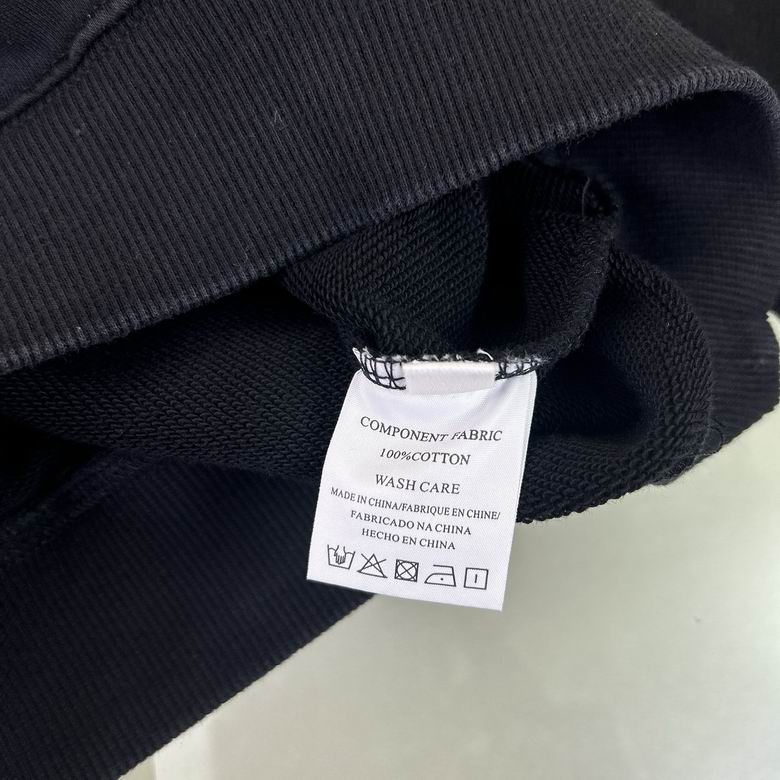 COMPONENT FABRIC
100%COTTON
WASH CARE
MADE IN CHINA/FABRIQUE EN CHINE/
FABRICADO NA CHINA
HECHO EN CHINA